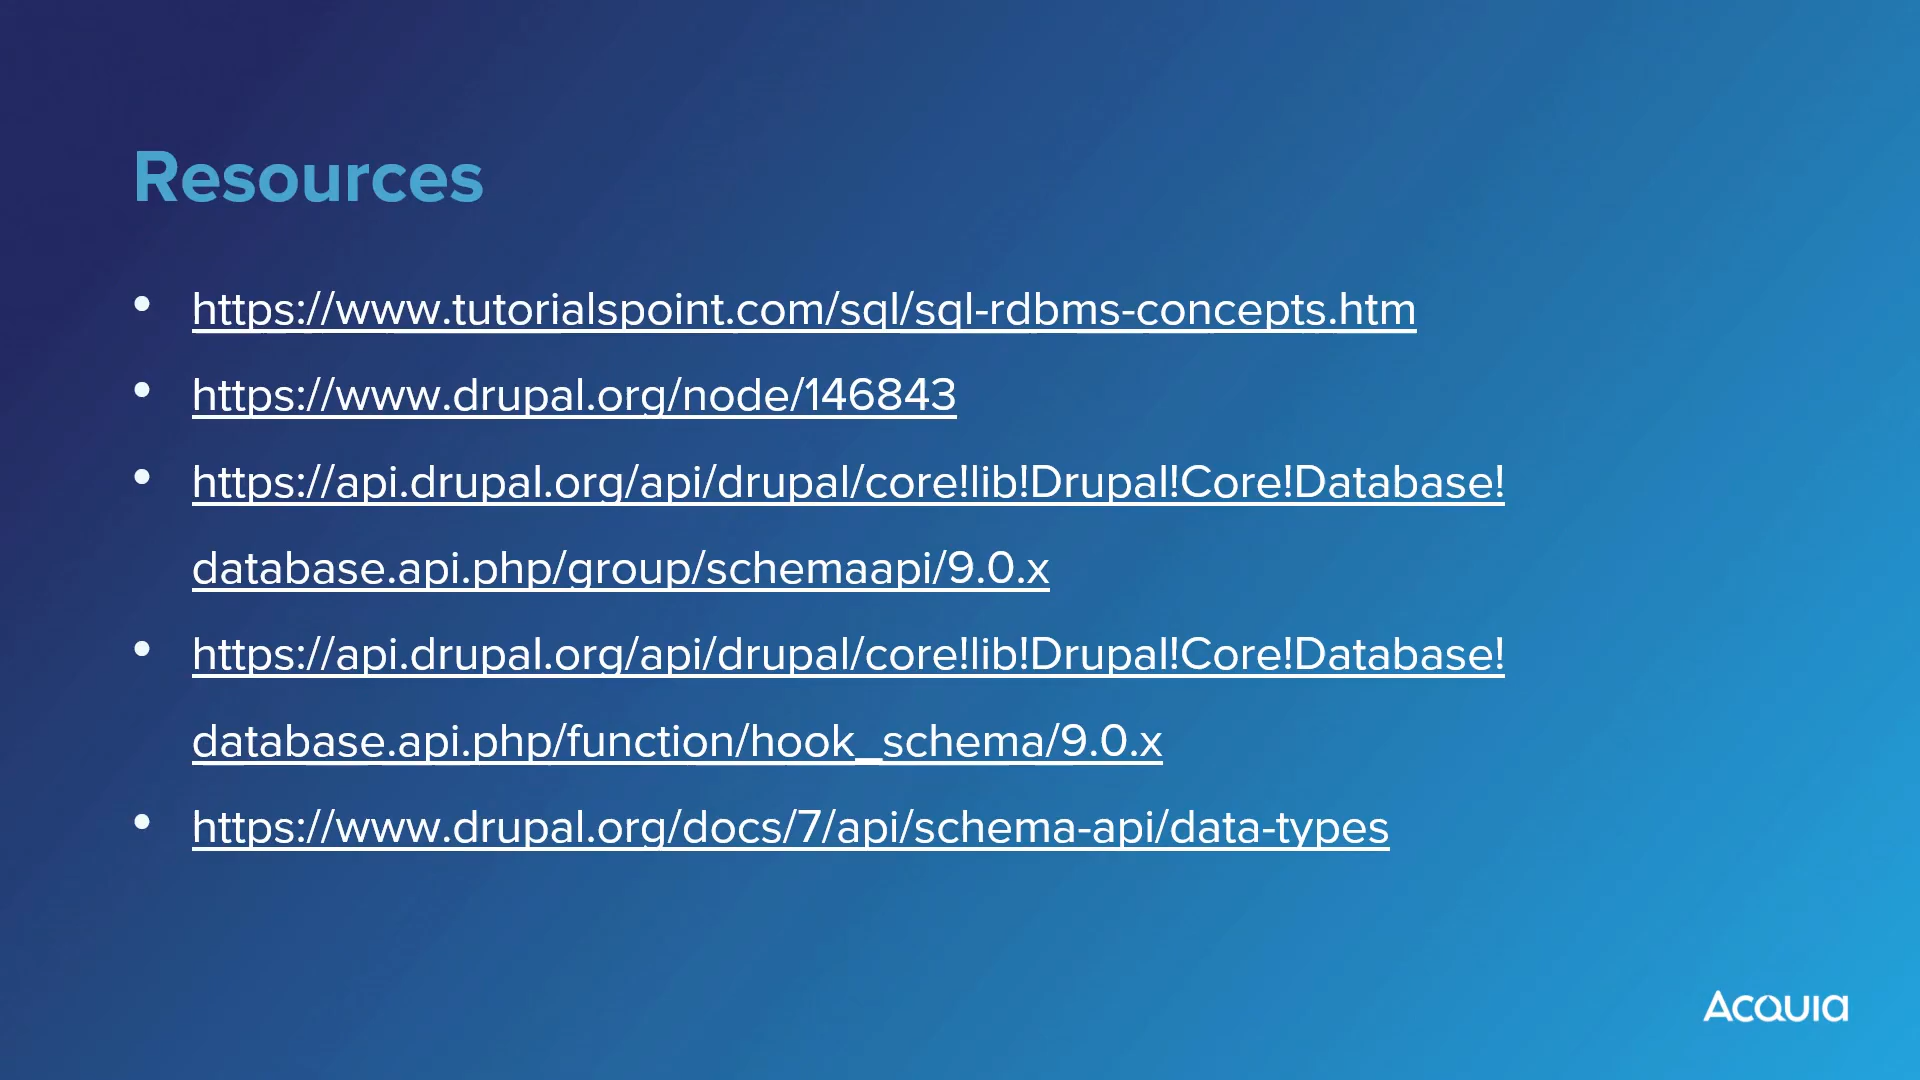 Resources
• https://www.tutorialspoint.com/sql/sql-rdbms-concepts.htm
• https://www.drupal.org/node/146843
• https://api.drupal.org/api/drupal/core!lib!Drupal!Core!Database!
database.api.php/group/schemaapi/9.0.x
• https://api.drupal.org/api/drupal/core!lib!Drupal!Core!Database!
database.api.php/function/hook_schema/9.0.x
• https://www.drupal.org/docs/7/api/schema-api/data-types
Acquia